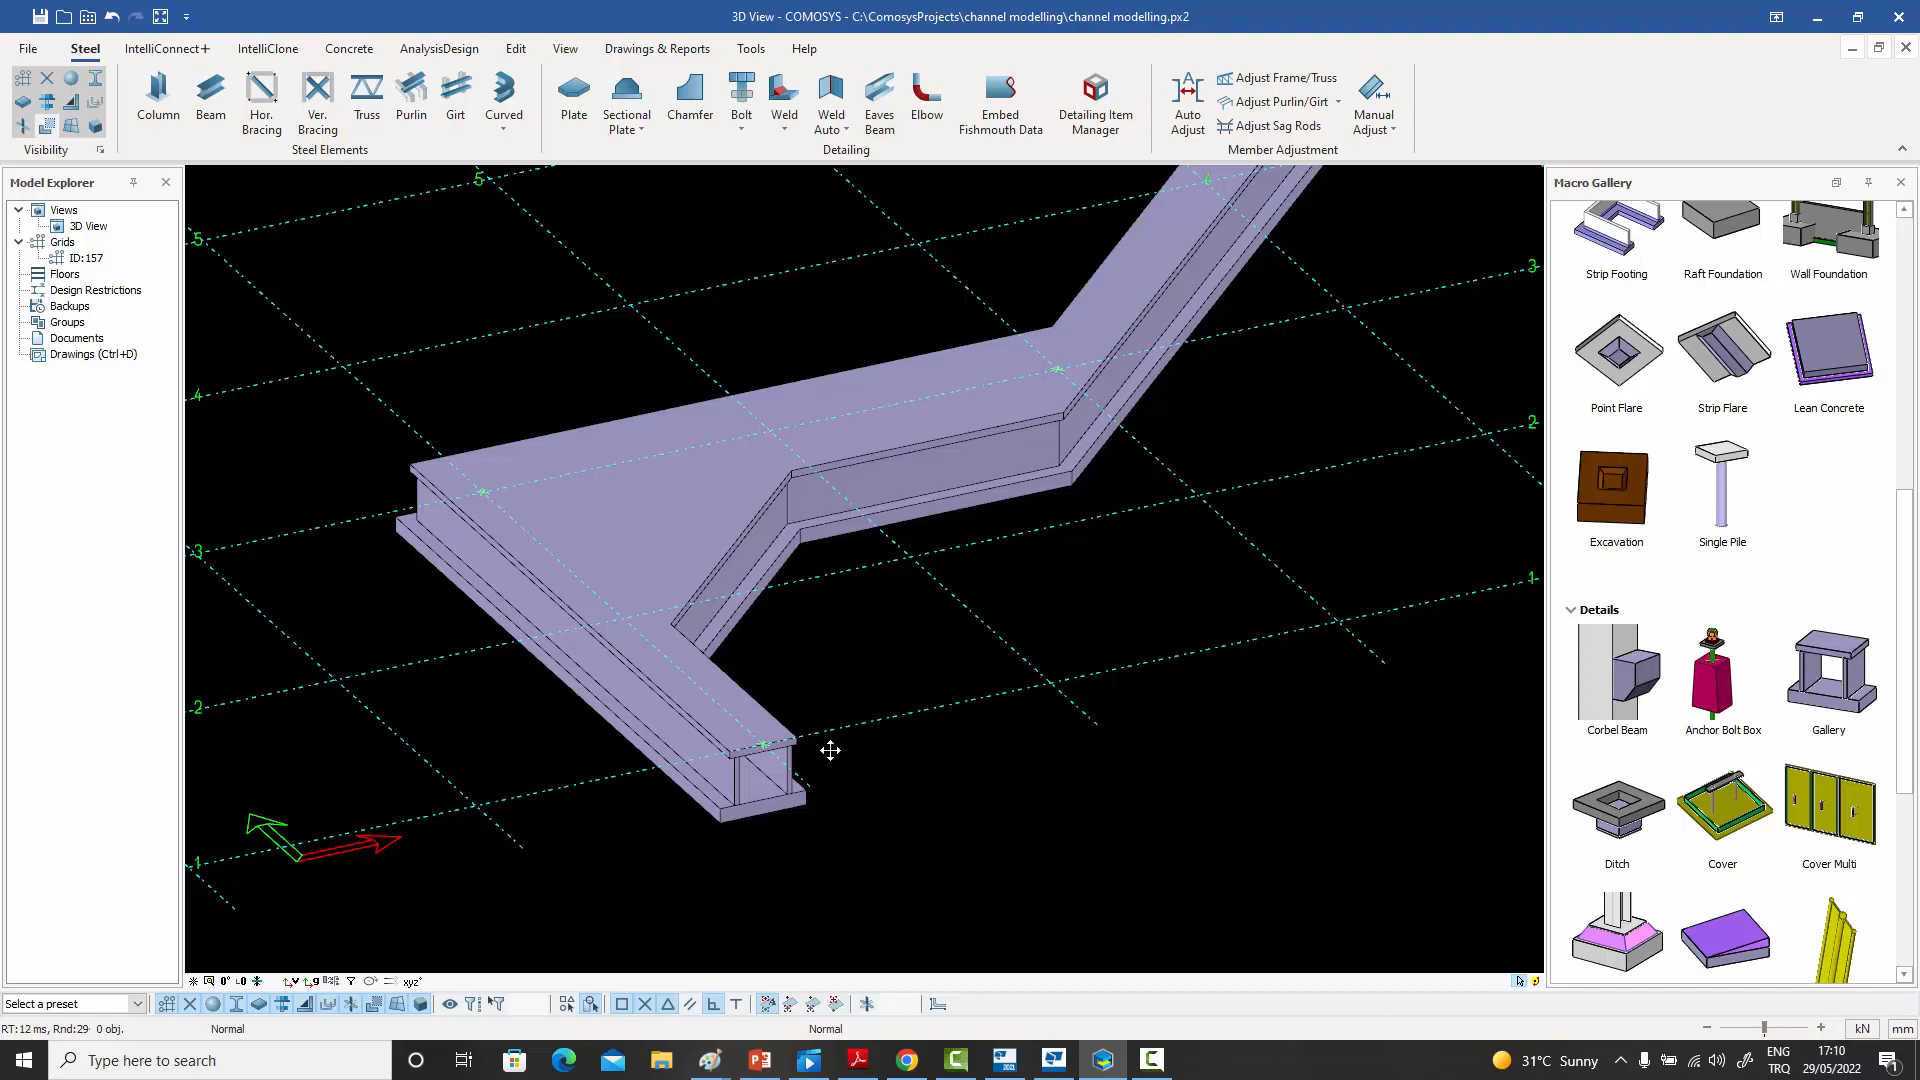 3D View - COMOSYS - C:\ComosysProjects\channel modelling\channel modelling.px2
File
Steel
IntelliConnect+
IntelliClone
Concrete
AnalysisDesign
Edit
View
Drawings & Reports
Tools
Help
Column
Beam
Hor.
Bracing
Ver.
Bracing
Truss
Purlin
Girt
Curved
Plate
Sectional
Plate
Chamfer
Bolt
Weld
Weld
Auto
Eaves
Beam
Elbow
Embed
Fishmouth Data
Detailing Item
Manager
Auto
Adjust
Adjust Frame/Truss
Adjust Purlin/Girt
Adjust Sag Rods
Manual
Adjust
Visibility
Steel Elements
Detailing
Member Adjustment
Model Explorer
Views
3D View
Grids
ID:157
Floors
Design Restrictions
Backups
Groups
Documents
Drawings (Ctrl+D)
5
4
5
3
4
2
3
1
2
1
Macro Gallery
Strip Footing
Raft Foundation
Wall Foundation
Point Flare
Strip Flare
Lean Concrete
Excavation
Single Pile
Details
Corbel Beam
Anchor Bolt Box
Gallery
Ditch
Cover
Cover Multi
xyz
Select a preset
RT:12 ms, Rnd:29
0 obj.
Normal
Normal
kN
mm
Type here to search
31°C Sunny
ENG
TRQ
17:10
29/05/2022